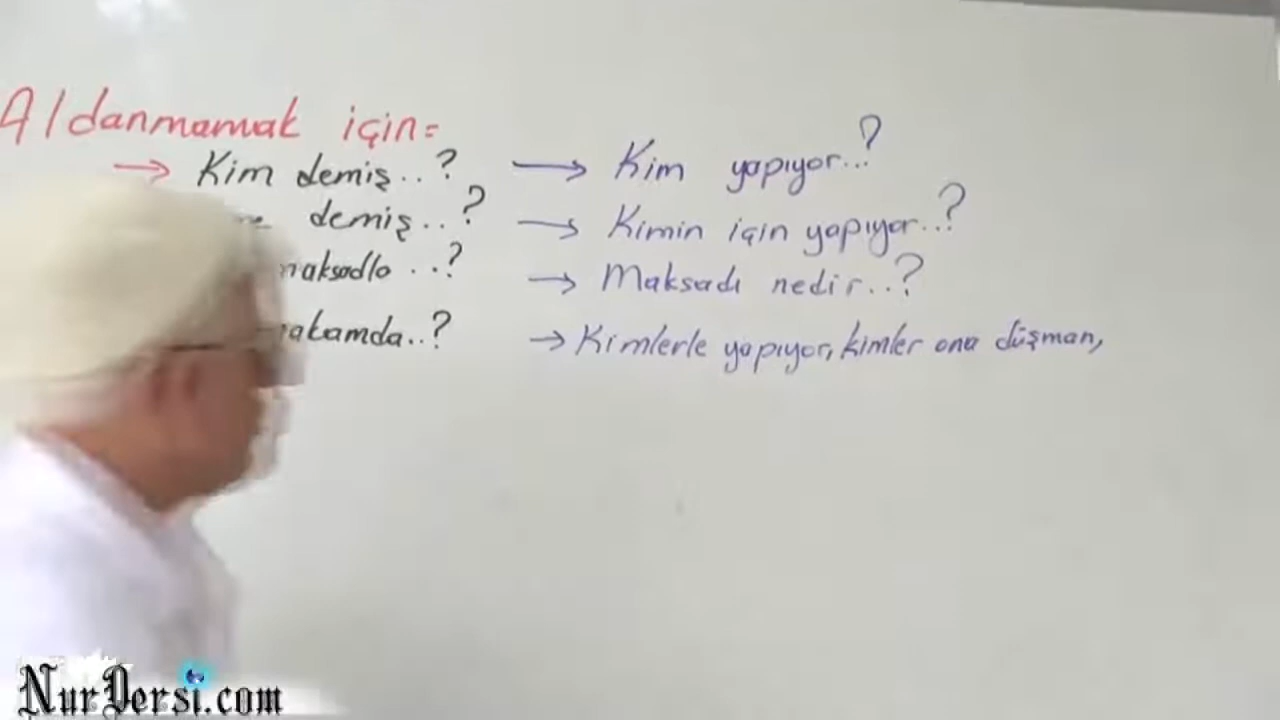 Aldanmamak için=
→ Kim demiş..? → Kim yapıyor...?
demiş..? → Kimin için yapıyor..?
maksadla ..? → Maksadı nedir..?
makamda..? → Kimlerle yapıyor, kimler ona düşman,
NurDersi.com